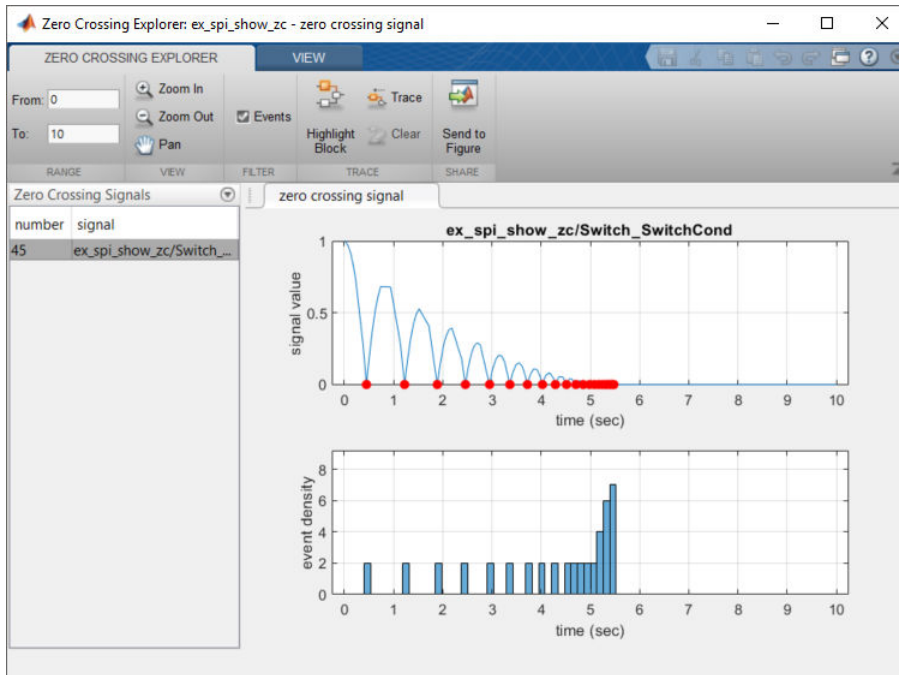 Zero Crossing Explorer: ex_spi_show_zc - zero crossing signal
ZERO CROSSING EXPLORER
VIEW
From: 0
To: 10
RANGE
Zoom In
Zoom Out
Pan
VIEW
Events
FILTER
Highlight
Block
Trace
Clear
TRACE
Send to
Figure
SHARE
Zero Crossing Signals
number signal
45 ex_spi_show_zc/Switch_...
zero crossing signal
ex_spi_show_zc/Switch_SwitchCond
signal value
1
0.5
0
0 1 2 3 4 5 6 7 8 9 10
time (sec)
event density
8
6
4
2
0
0 1 2 3 4 5 6 7 8 9 10
time (sec)